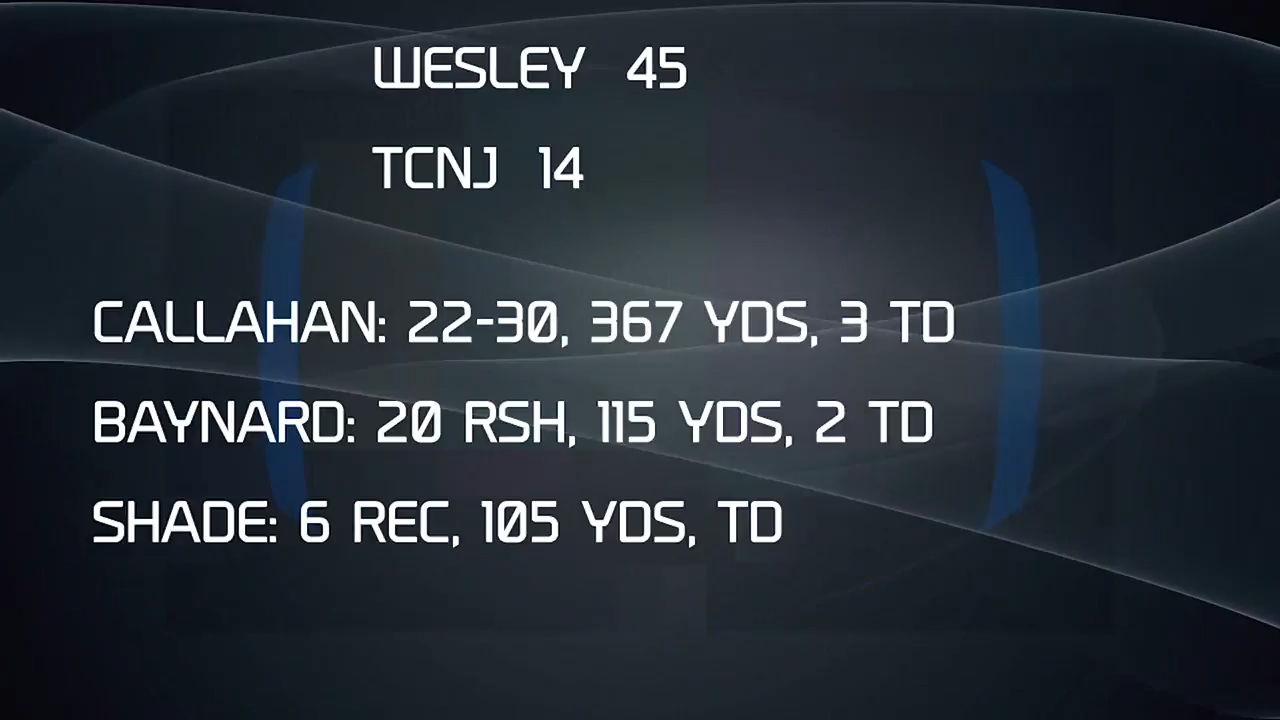 WESLEY 45
TCNJ 14
CALLAHAN: 22-30, 367 YDS, 3 TD
BAYNARD: 20 RSH, 115 YDS, 2 TD
SHADE: 6 REC, 105 YDS, TD